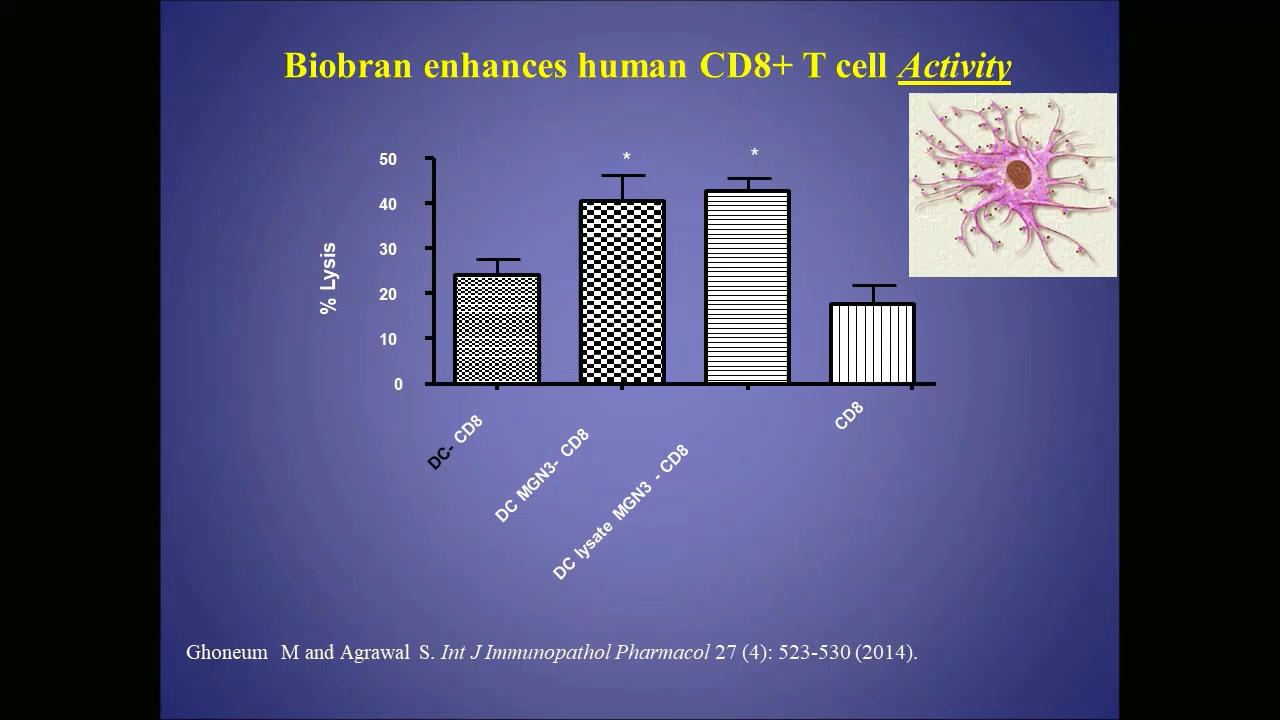 Biobran enhances human CD8+ T cell Activity
*
*
50
40
30
20
10
0
% Lysis
DC- CD8
DC MGN3- CD8
DC lysate MGN3 - CD8
CD8
Ghoneum M and Agrawal S. Int J Immunopathol Pharmacol 27 (4): 523-530 (2014).